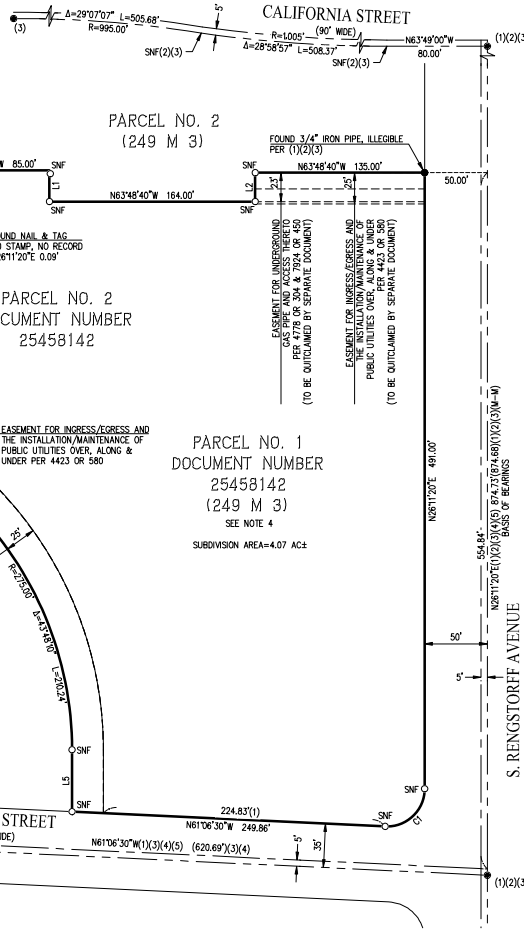 CALIFORNIA STREET
(90' WIDE)
(3)
Δ=29°07'07" L=505.68'
R=995.00'
5'
R=1005'
Δ=28°58'57" L=508.37'
SNF(2)(3)
SNF(2)(3)
N63°49'00"W
80.00'
(1)(2)(3
PARCEL NO. 2
(249 M 3)
FOUND 3/4" IRON PIPE, ILLEGIBLE
PER (1)(2)(3)
W 85.00'
SNF
SNF
N63°48'40"W 135.00'
50.00'
L1
N63°48'40"W 164.00'
L2
23'
25'
SNF
SNF
UND NAIL & TAG
O STAMP, NO RECORD
26°11'20"E 0.09'
EASEMENT FOR UNDERGROUND
GAS PIPE AND ACCESS THERETO
PER 4778 OR 304 & 7924 OR 450
(TO BE QUITCLAIMED BY SEPARATE DOCUMENT)
EASEMENT FOR INGRESS/EGRESS AND
THE INSTALLATION/MAINTENANCE OF
PUBLIC UTILITIES OVER, ALONG & UNDER
PER 4423 OR 580
(TO BE QUITCLAIMED BY SEPARATE DOCUMENT)
PARCEL NO. 2
CUMENT NUMBER
25458142
EASEMENT FOR INGRESS/EGRESS AND
THE INSTALLATION/MAINTENANCE OF
PUBLIC UTILITIES OVER, ALONG &
UNDER PER 4423 OR 580
PARCEL NO. 1
DOCUMENT NUMBER
25458142
(249 M 3)
SEE NOTE 4
SUBDIVISION AREA=4.07 AC±
N26°11'20"E 491.00'
554.84'
N26°11'20"E(1)(2)(3)(4)(5) 874.73'(874.68)(1)(2)(3)(M-M)
BASIS OF BEARINGS
S. RENGSTORFF AVENUE
25'
R=275.00'
Δ=43°48'10"
L=210.24'
50'
5'
SNF
L5
SNF
SNF
C1
SNF
224.83'(1)
N61°06'30"W 249.86'
STREET
IDE)
N61°06'30"W(1)(3)(4)(5) (620.69')(3)(4)
5'
35'
(1)(2)(3